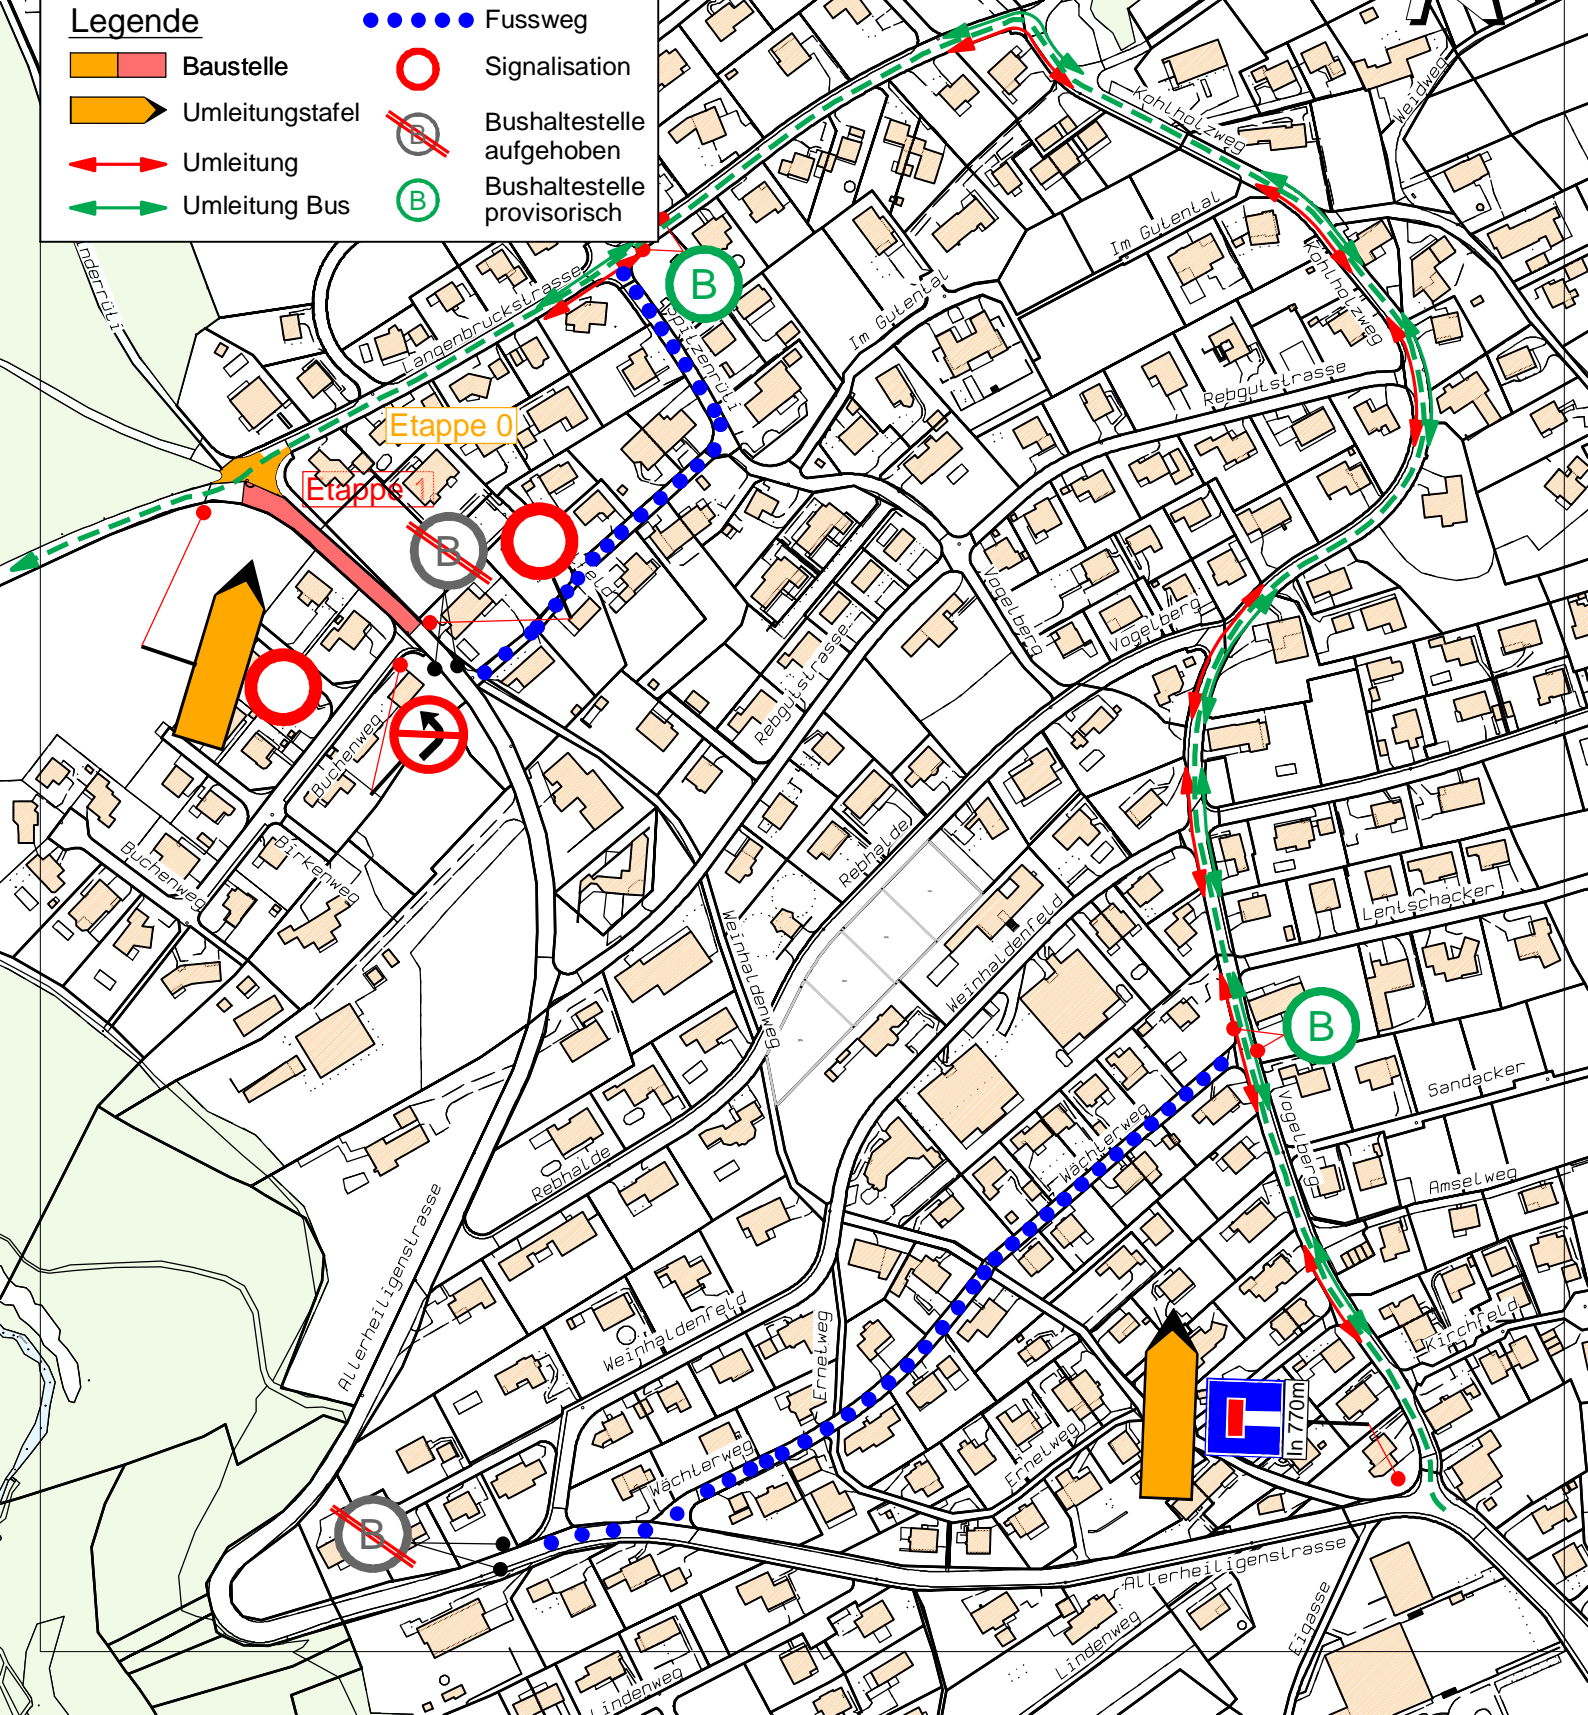 Legende
Baustelle
Umleitungstafel
Umleitung
Umleitung Bus
Fussweg
Signalisation
B
Bushaltestelle
aufgehoben
B
Bushaltestelle
provisorisch
Kohlholzweg
Weidweg
Im Gutental
Kohlholzweg
Langenbruckstrasse
B
Im Gutental
Rebgutstrasse
Etappe 0
Etappe 1
B
Vogelberg
Vogelberg
Rebgutstrasse
Buchenweg
Birkenweg
Buchenweg
Rebhalde
Lentschacker
Weinhaldenweg
Weinhaldenfeld
B
Sandacker
Vogelberg
Wächterweg
Rebhalde
Amselweg
Allerheiligenstrasse
Weinhaldenfeld
Ernelweg
Kirchfeld
In 770m
Ernelweg
Wächterweg
B
Allerheiligenstrasse
Eigasse
Lindenweg
Lindenweg